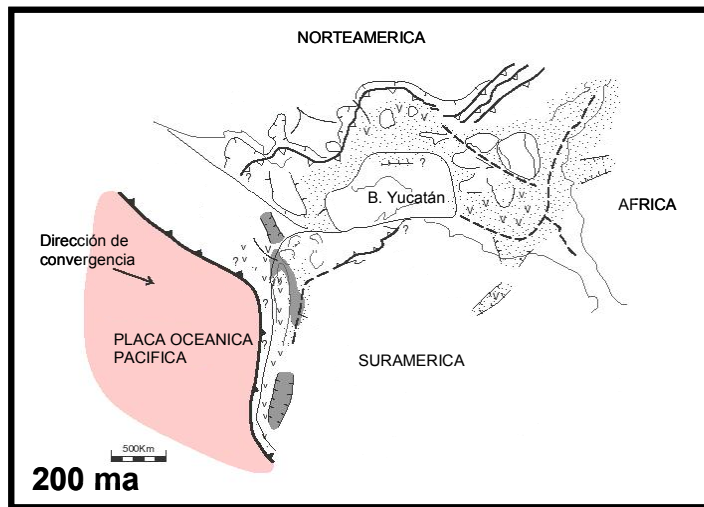 NORTEAMERICA
B. Yucatán
AFRICA
Dirección de
convergencia
PLACA OCEANICA
PACIFICA
SURAMERICA
500Km
200 ma